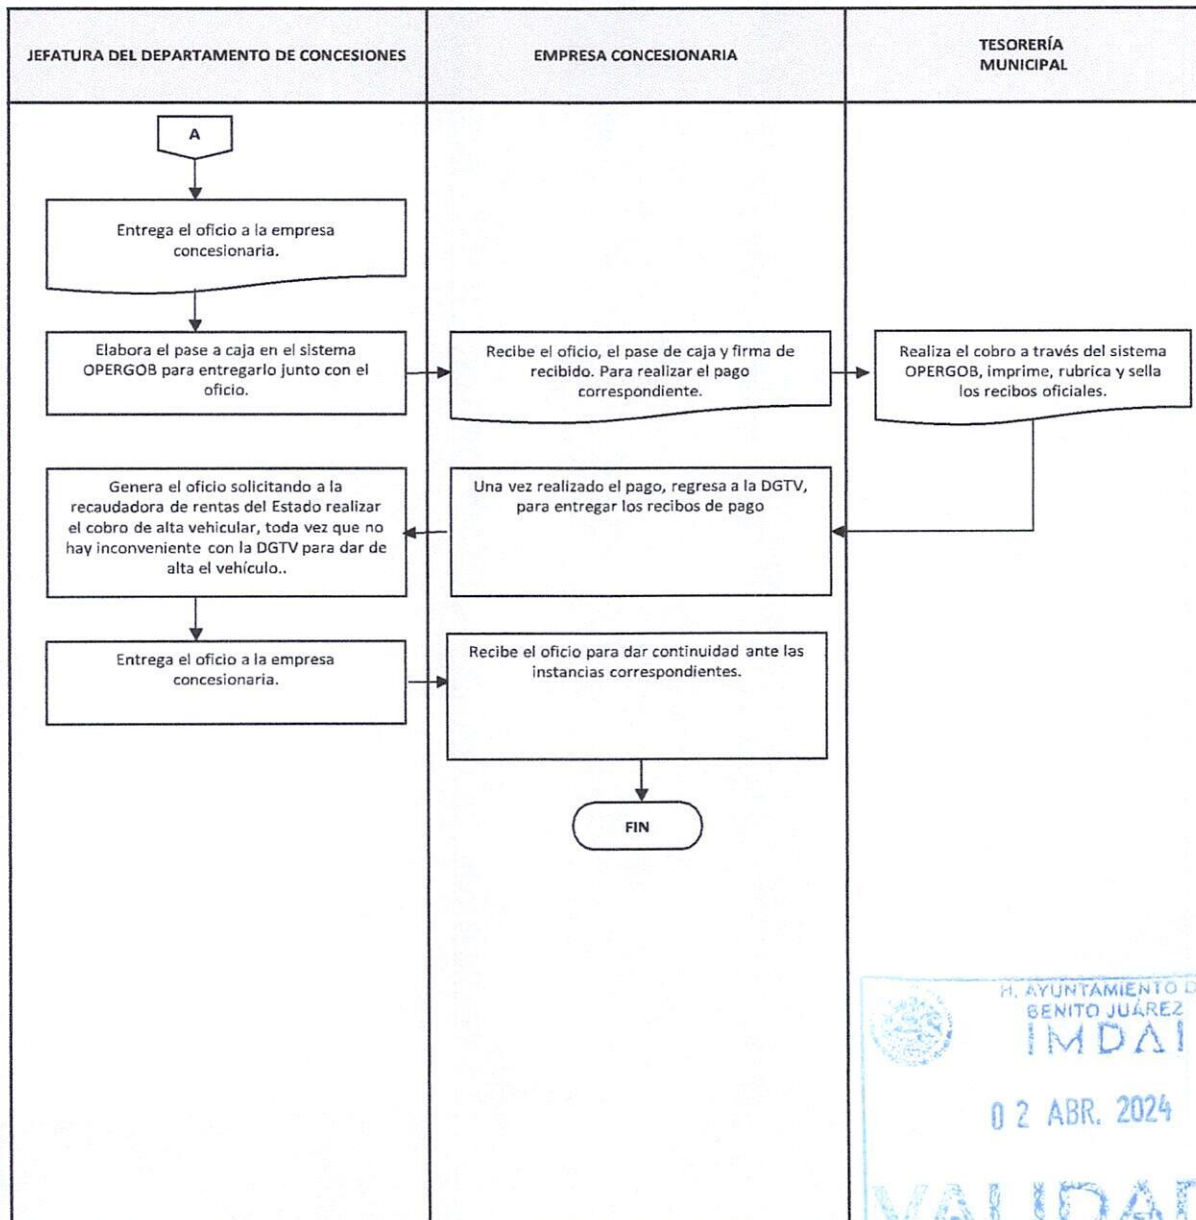 JEFATURA DEL DEPARTAMENTO DE CONCESIONES
EMPRESA CONCESIONARIA
TESORERÍA
MUNICIPAL
A
Entrega el oficio a la empresa
concesionaria.
Elabora el pase a caja en el sistema
OPERGOB para entregarlo junto con el
oficio.
Recibe el oficio, el pase de caja y firma de
recibido. Para realizar el pago
correspondiente.
Realiza el cobro a través del sistema
OPERGOB, imprime, rubrica y sella
los recibos oficiales.
Genera el oficio solicitando a la
recaudadora de rentas del Estado realizar
el cobro de alta vehicular, toda vez que no
hay inconveniente con la DGTV para dar de
alta el vehículo..
Una vez realizado el pago, regresa a la DGTV,
para entregar los recibos de pago
Entrega el oficio a la empresa
concesionaria.
Recibe el oficio para dar continuidad ante las
instancias correspondientes.
FIN
H. AYUNTAMIENTO D
BENITO JUÁREZ
IMDAI
02 ABR. 2024
VALIDAD